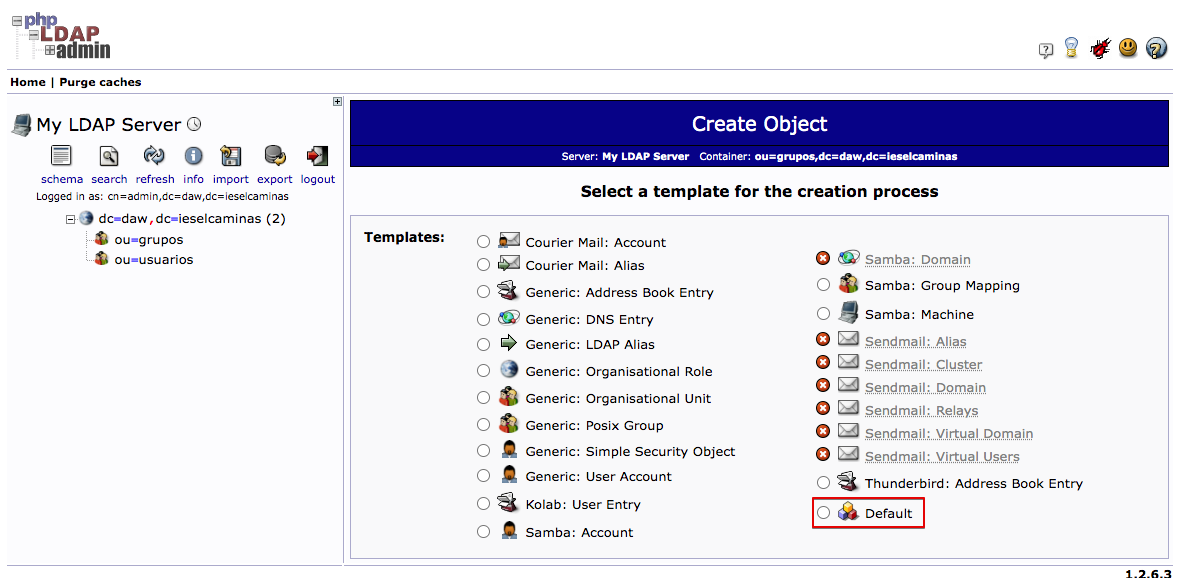 php
LDAP
admin
Home | Purge caches
My LDAP Server
schema search refresh info import export logout
Logged in as: cn=admin,dc=daw,dc=ieselcaminas
dc=daw,dc=ieselcaminas (2)
ou=grupos
ou=usuarios
Create Object
Server: My LDAP Server Container: ou=grupos,dc=daw,dc=ieselcaminas
Select a template for the creation process
Templates:
Courier Mail: Account
Courier Mail: Alias
Generic: Address Book Entry
Generic: DNS Entry
Generic: LDAP Alias
Generic: Organisational Role
Generic: Organisational Unit
Generic: Posix Group
Generic: Simple Security Object
Generic: User Account
Kolab: User Entry
Samba: Account
Samba: Domain
Samba: Group Mapping
Samba: Machine
Sendmail: Alias
Sendmail: Cluster
Sendmail: Domain
Sendmail: Relays
Sendmail: Virtual Domain
Sendmail: Virtual Users
Thunderbird: Address Book Entry
Default
1.2.6.3